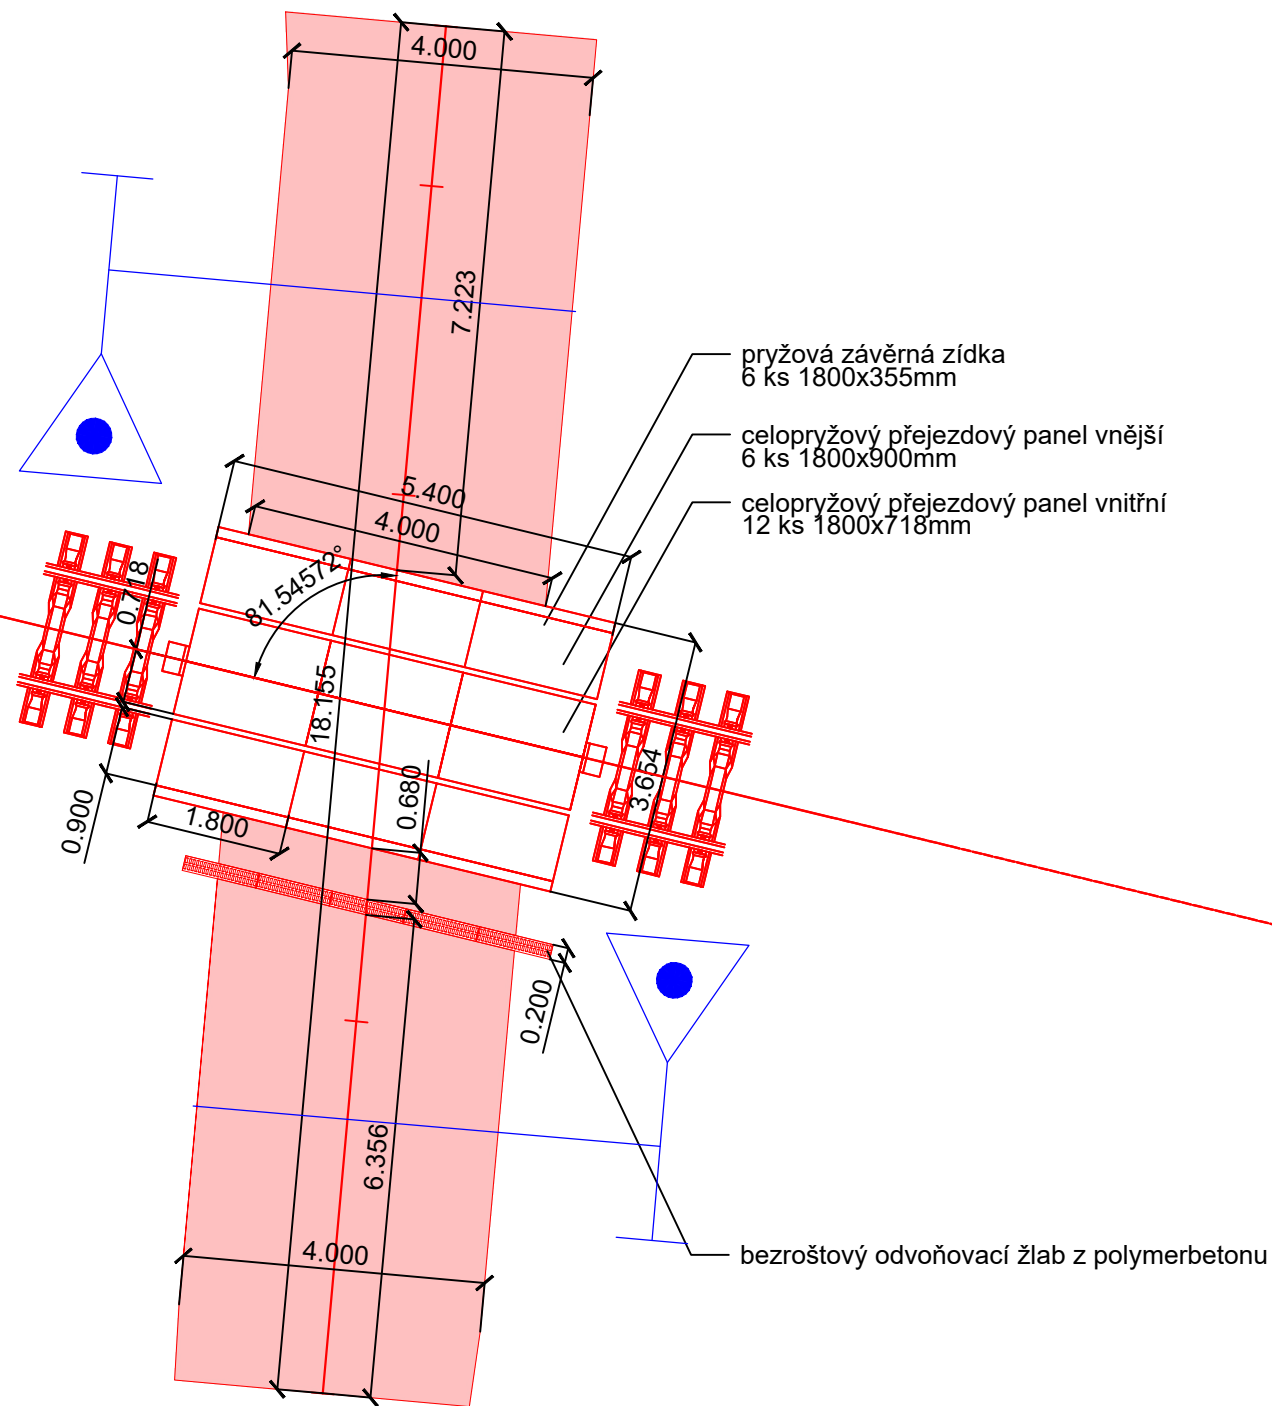 4.000
7.223
pryžová závěrná zídka
6 ks 1800x355mm
celopryžový přejezdový panel vnější
6 ks 1800x900mm
celopryžový přejezdový panel vnitřní
12 ks 1800x718mm
5.400
4.000
81.54572°
0.718
18.155
3.654
0.680
0.900
1.800
0.200
6.356
4.000
bezroštový odvoňovací žlab z polymerbetonu